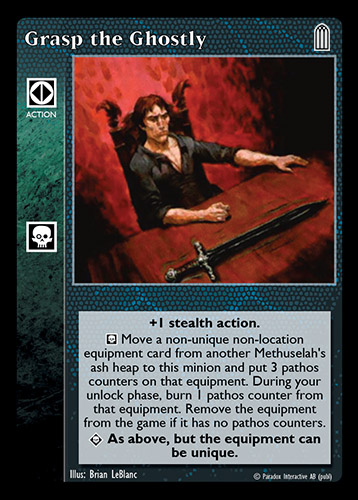 Grasp the Ghostly
ACTION
+1 stealth action.
Move a non-unique non-location
equipment card from another Methuselah's
ash heap to this minion and put 3 pathos
counters on that equipment. During your
unlock phase, burn 1 pathos counter from
that equipment. Remove the equipment
from the game if it has no pathos counters.
As above, but the equipment can
be unique.
Illus: Brian LeBlanc
© Paradox Interactive AB (publ)